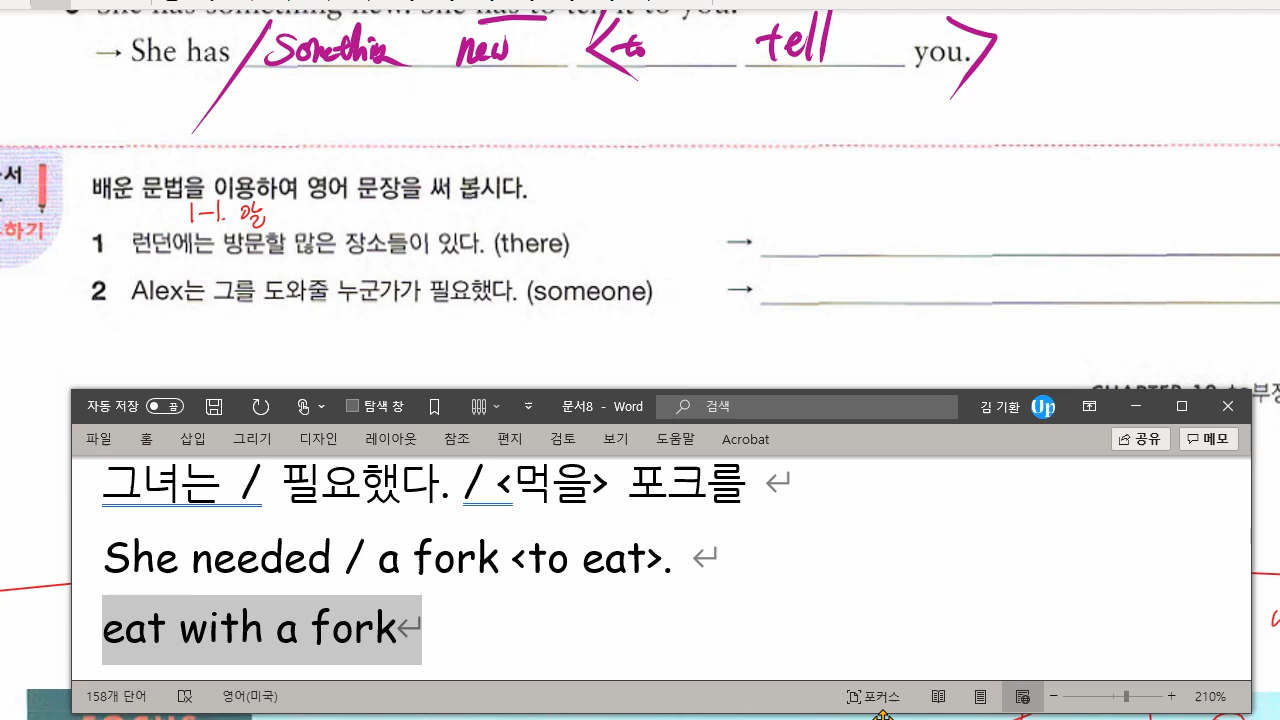 She has something new. She has to tell it to you.
→ She has / Something new <to tell you.>
배운 문법을 이용하여 영어 문장을 써 봅시다.
하기
1-1. 알
1 런던에는 방문할 많은 장소들이 있다. (there) →
2 Alex는 그를 도와줄 누군가가 필요했다. (someone) →
자동 저장 끔 탐색 창 문서8 - Word 검색 김 기환 Up
파일 홈 삽입 그리기 디자인 레이아웃 참조 편지 검토 보기 도움말 Acrobat 공유 메모
그녀는 / 필요했다. / <먹을> 포크를 ↵
She needed / a fork <to eat>. ↵
eat with a fork↵
158개 단어 영어(미국) 포커스 210%